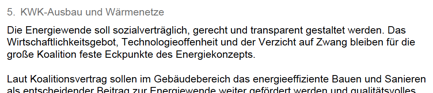 5. KWK-Ausbau und Wärmenetze
Die Energiewende soll sozialverträglich, gerecht und transparent gestaltet werden. Das
Wirtschaftlichkeitsgebot, Technologieoffenheit und der Verzicht auf Zwang bleiben für die
große Koalition feste Eckpunkte des Energiekonzepts.
Laut Koalitionsvertrag sollen im Gebäudebereich das energieeffiziente Bauen und Sanieren
als entscheidender Beitrag zur Energiewende weiter gefördert werden und qualitätsvolles